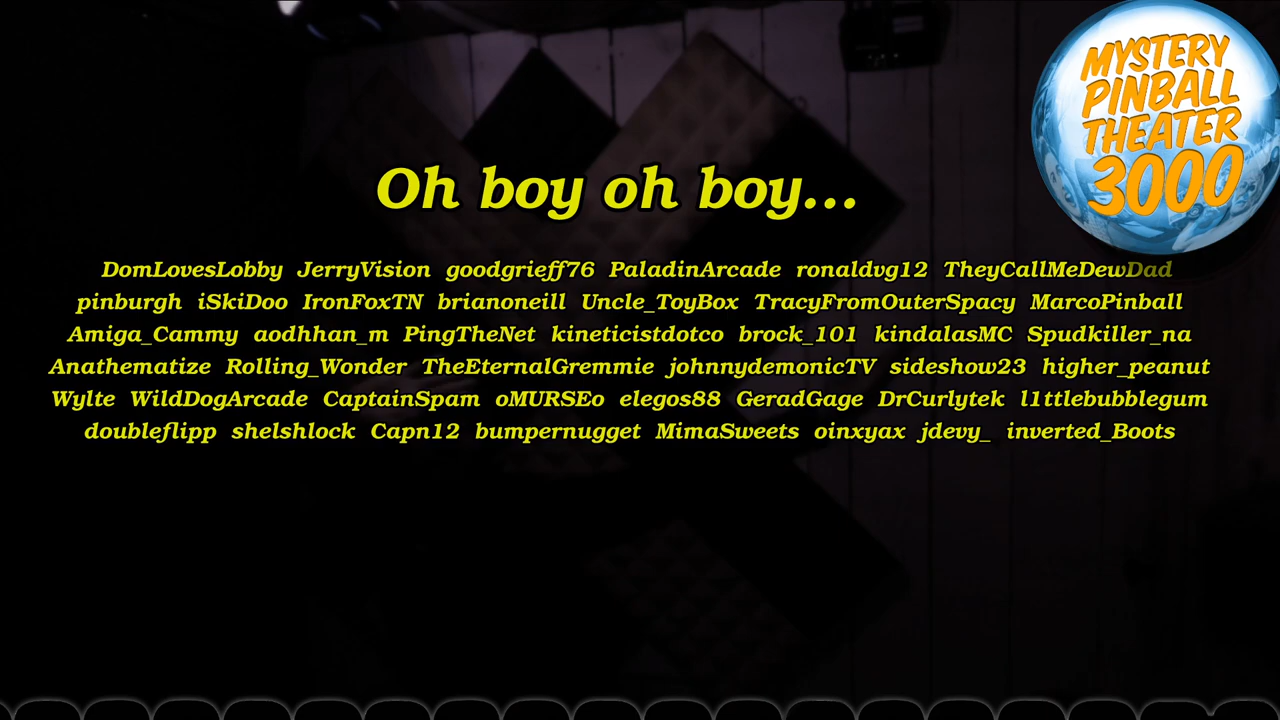 MYSTERY
PINBALL
THEATER
3000
Oh boy oh boy...
DomLovesLobby JerryVision goodgrieff76 PaladinArcade ronaldvg12 TheyCallMeDewDad
pinburgh iSkiDoo IronFoxTN brianoneill Uncle_ToyBox TracyFromOuterSpacy MarcoPinball
Amiga_Cammy aodhhan_m PingTheNet kineticistdotco brock_101 kindalasMC Spudkiller_na
Anathematize Rolling_Wonder TheEternalGremmie johnnydemonicTV sideshow23 higher_peanut
Wylte WildDogArcade CaptainSpam oMURSEo elegos88 GeradGage DrCurlytek l1ttlebubblegum
doubleflipp shelshlock Capn12 bumpernugget MimaSweets oinxyax jdevy_ inverted_Boots